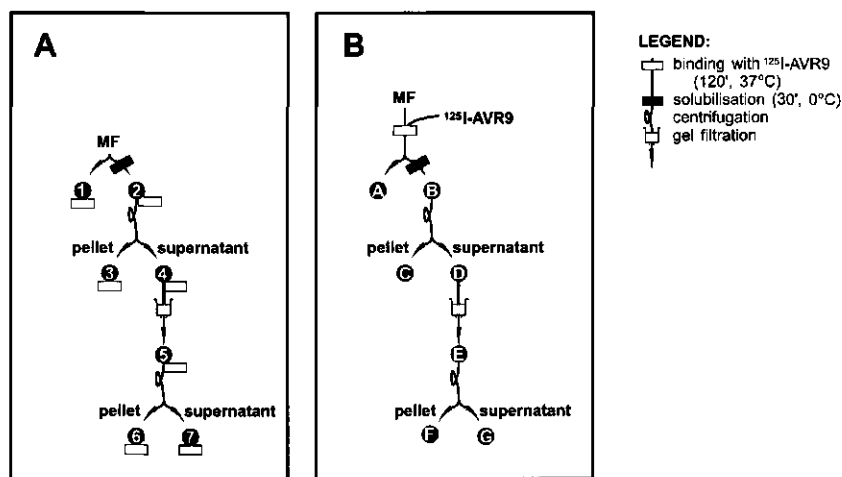 A
MF
1
2
pellet
supernatant
3
4
5
pellet
supernatant
6
7
B
MF
¹²⁵I-AVR9
A
B
pellet
supernatant
C
D
E
pellet
supernatant
F
G
LEGEND:
binding with ¹²⁵I-AVR9
(120', 37°C)
solubilisation (30', 0°C)
centrifugation
gel filtration